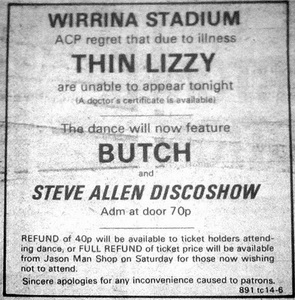 WIRRINA STADIUM
ACP regret that due to illness
THIN LIZZY
are unable to appear tonight
(A doctor's certificate is available)
The dance will now feature
BUTCH
and
STEVE ALLEN DISCOSHOW
Adm at door 70p
REFUND of 40p will be available to ticket holders attend-
ing dance, or FULL REFUND of ticket price will be available
from Jason Man Shop on Saturday for those now wishing
not to attend.
Sincere apologies for any inconvenience caused to patrons.
891 tc14-6